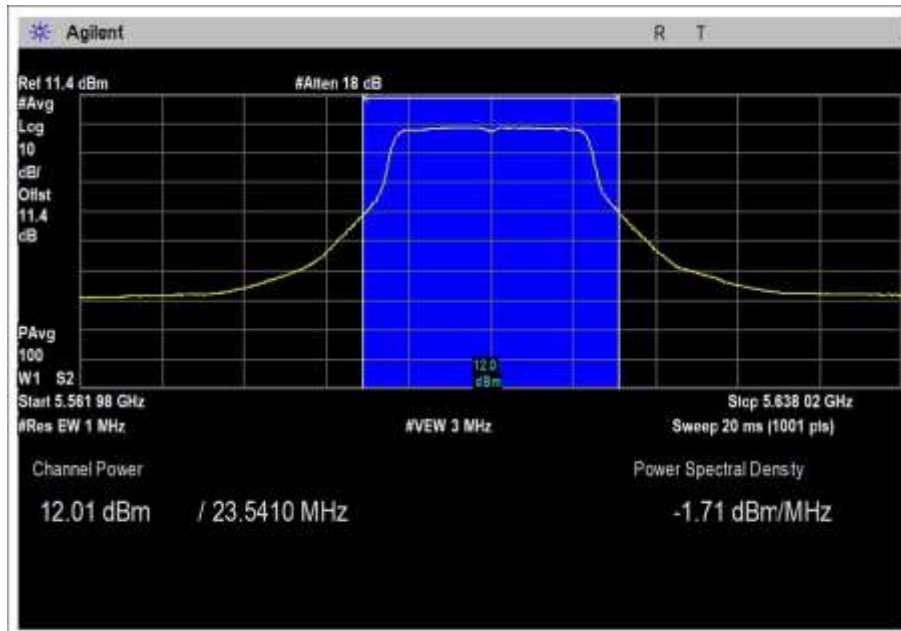 Agilent
R T
Ref 11.4 dBm #Atten 18 dB
#Avg
Log
10
dB/
Offst
11.4
dB
PAvg
100
W1 S2
12.0
dBm
Start 5.561 98 GHz Stop 5.638 02 GHz
#Res BW 1 MHz #VBW 3 MHz Sweep 20 ms (1001 pts)
Channel Power Power Spectral Density
12.01 dBm / 23.5410 MHz -1.71 dBm/MHz